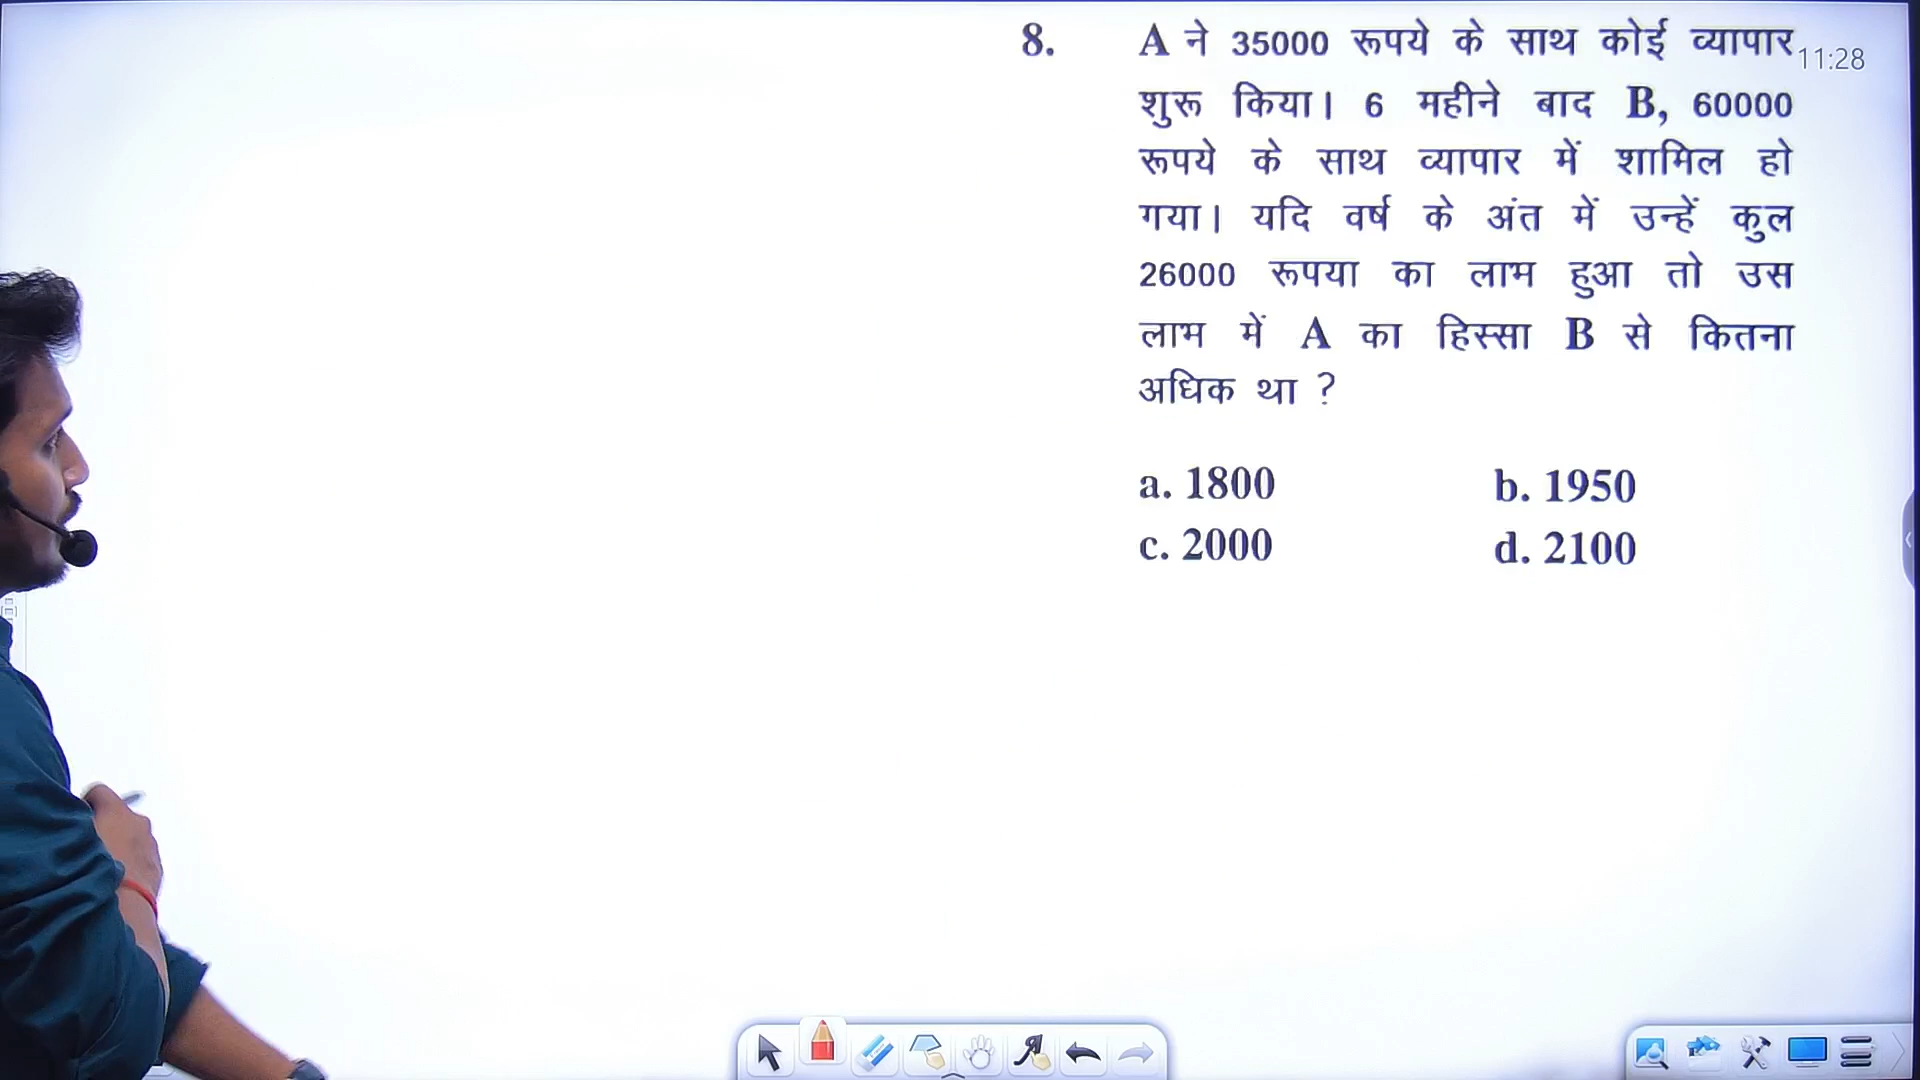 8. A ने 35000 रूपये के साथ कोई व्यापार
11:28
शुरू किया। 6 महीने बाद B, 60000
रूपये के साथ व्यापार में शामिल हो
गया। यदि वर्ष के अंत में उन्हें कुल
26000 रूपया का लाभ हुआ तो उस
लाभ में A का हिस्सा B से कितना
अधिक था ?
a. 1800 b. 1950
c. 2000 d. 2100